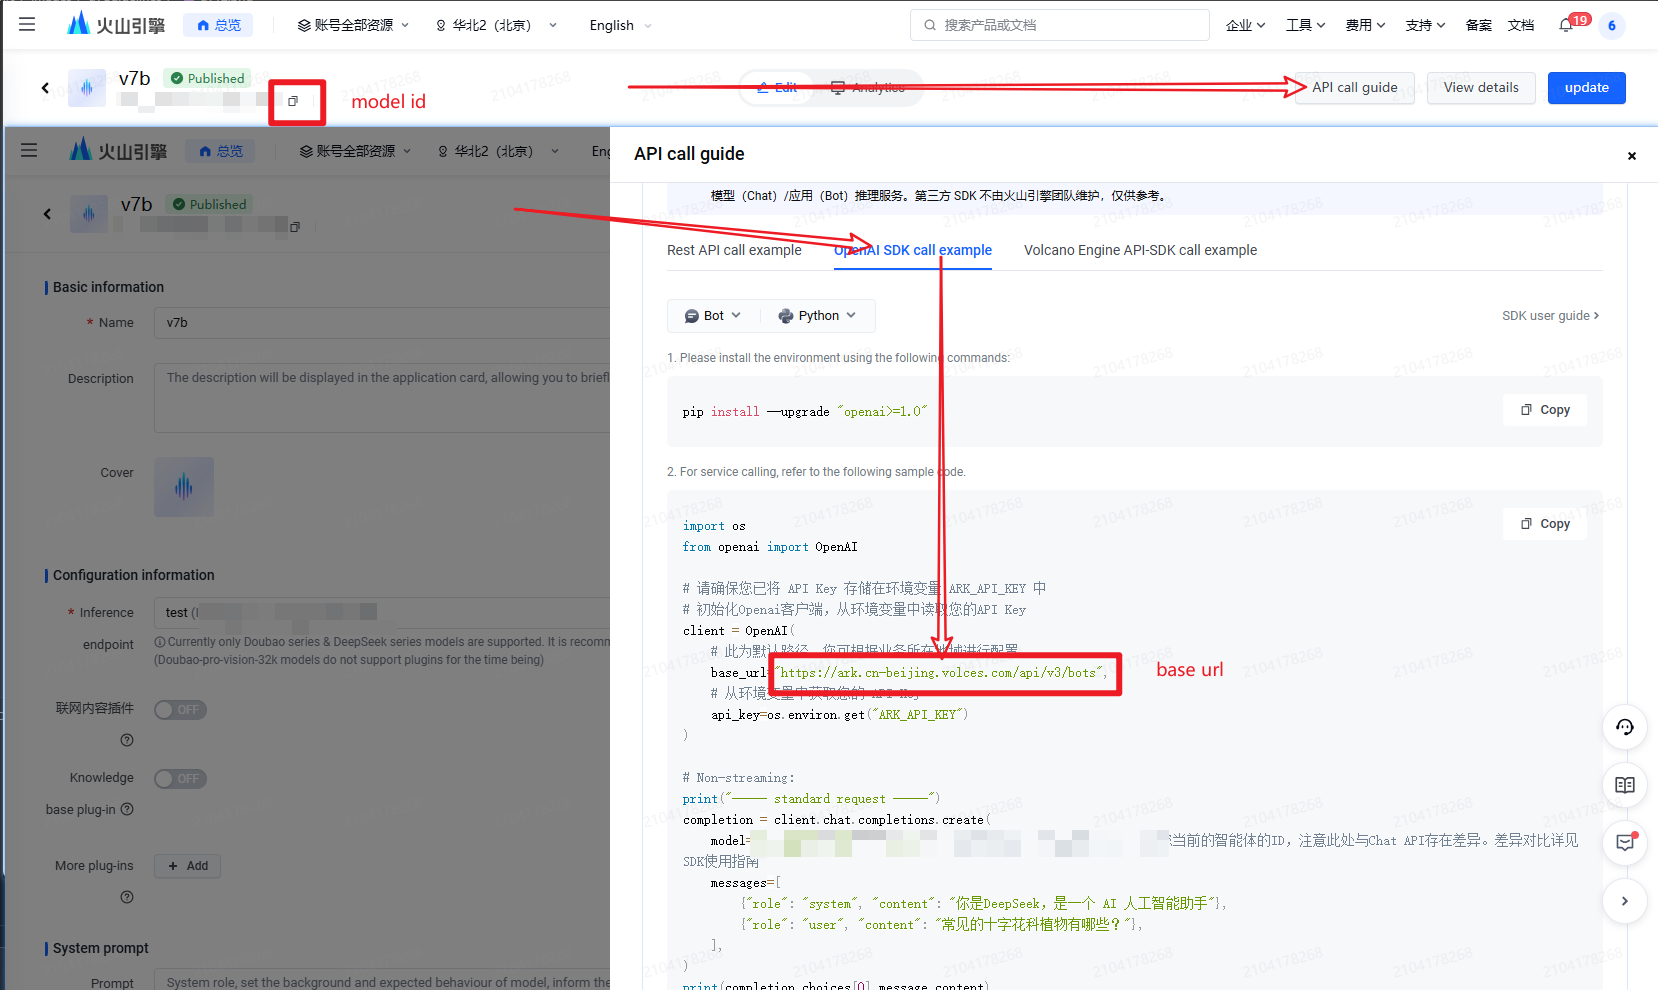 火山引擎 总览 账号全部资源 华北2（北京） English 搜索产品或文档 企业 工具 费用 支持 备案 文档 19 6
v7b Published
model id
Edit Analytics
API call guide View details update
火山引擎 总览 账号全部资源 华北2（北京） Eng
v7b Published
Basic information
* Name v7b
Description The description will be displayed in the application card, allowing you to briefl
Cover
Configuration information
* Inference endpoint test (
Currently only Doubao series & DeepSeek series models are supported. It is recomm
(Doubao-pro-vision-32k models do not support plugins for the time being)
联网内容插件 OFF
Knowledge base plug-in OFF
More plug-ins + Add
System prompt
Prompt System role, set the background and expected behaviour of model, inform the
API call guide
模型（Chat）/应用（Bot）推理服务。第三方 SDK 不由火山引擎团队维护，仅供参考。
Rest API call example OpenAI SDK call example Volcano Engine API-SDK call example
Bot Python SDK user guide
1. Please install the environment using the following commands:
pip install --upgrade "openai>=1.0"
Copy
2. For service calling, refer to the following sample code.
Copy
import os
from openai import OpenAI
# 请确保您已将 API Key 存储在环境变量 ARK_API_KEY 中
# 初始化Openai客户端，从环境变量中读取您的API Key
client = OpenAI(
# 此为默认路径，您可根据业务所在地域进行配置
base_url="https://ark.cn-beijing.volces.com/api/v3/bots",
base url
# 从环境变量中获取您的 API Key
api_key=os.environ.get("ARK_API_KEY")
)
# Non-streaming:
print("----- standard request -----")
completion = client.chat.completions.create(
model= 当前的智能体的ID，注意此处与Chat API存在差异。差异对比详见
SDK使用指南
messages=[
{"role": "system", "content": "你是DeepSeek，是一个 AI 人工智能助手"},
{"role": "user", "content": "常见的十字花科植物有哪些？"},
],
)
print(completion.choices[0].message.content)
2104178268